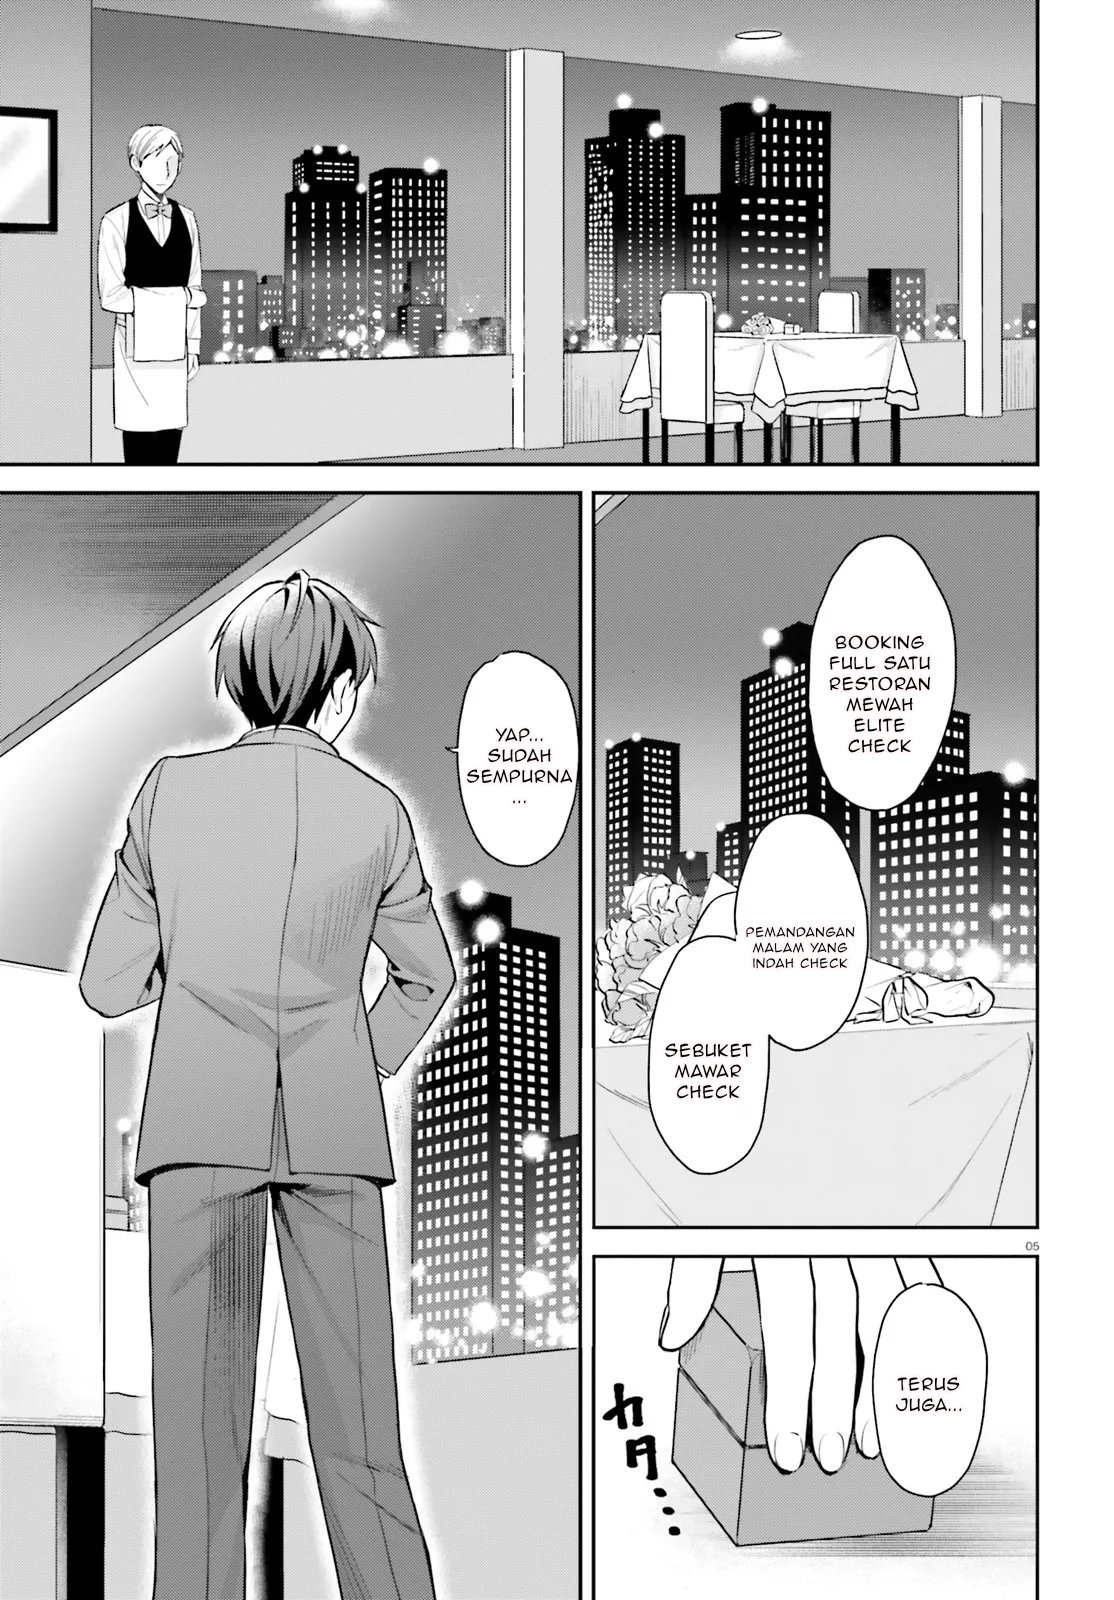 BOOKING
FULL SATU
RESTORAN
MEWAH
ELITE
CHECK
PEMANDANGAN
MALAM YANG
INDAH CHECK
SEBUKET
MAWAR
CHECK
05
TERUS
JUGA...
カタ...
YAP...
SUDAH
SEMPURNA
...